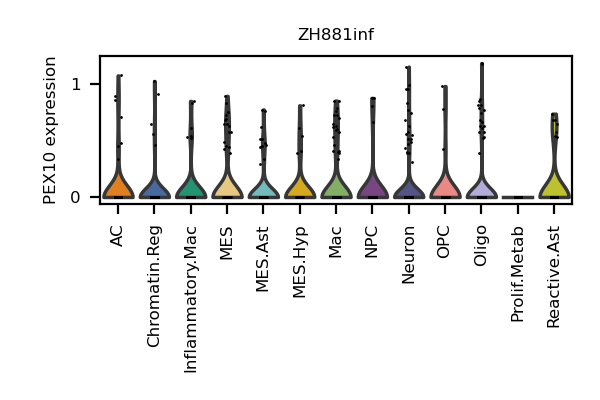 ZH881inf
PEX10 expression
1
0
AC
Chromatin.Reg
Inflammatory.Mac
MES
MES.Ast
MES.Hyp
Mac
NPC
Neuron
OPC
Oligo
Prolif.Metab
Reactive.Ast